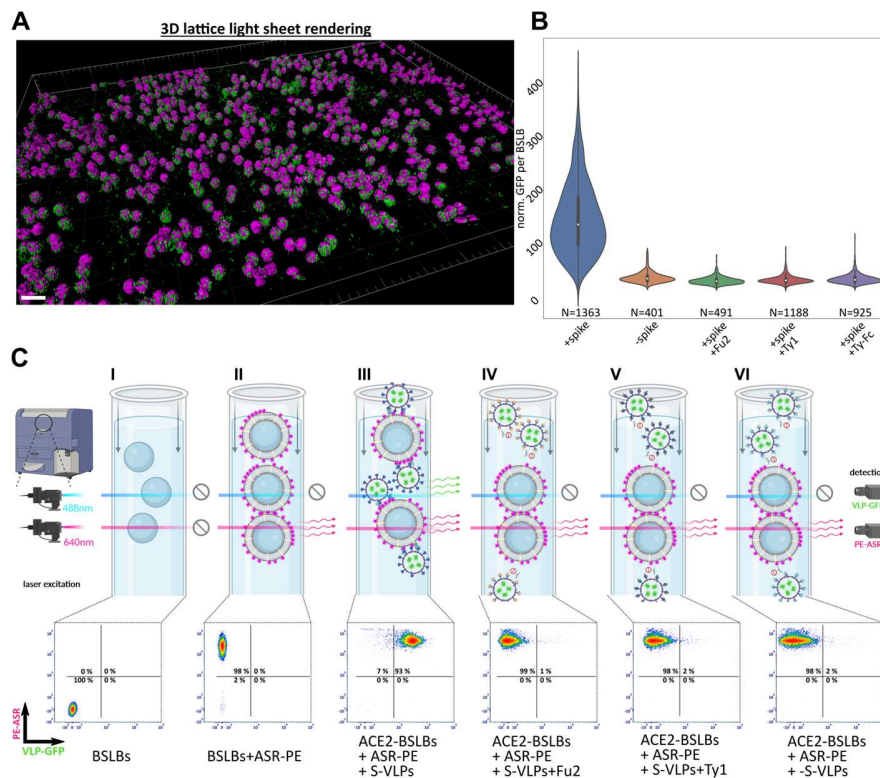 A
3D lattice light sheet rendering
B
norm. GFP per BSLB
400
300
200
100
0
N=1363
N=401
N=491
N=1188
N=925
+spike
-spike
+spike
+Fu2
+spike
+Ty1
+spike
+Ty-Fc
C
I
II
III
IV
V
VI
488nm
640nm
laser excitation
detection
VLP-GFP
PE-ASR
0 %
0 %
100 %
0 %
98 %
0 %
2 %
0 %
7 %
93 %
0 %
0 %
99 %
1 %
0 %
0 %
98 %
2 %
0 %
0 %
98 %
2 %
0 %
0 %
PE-ASR
VLP-GFP
BSLBs
BSLBs+ASR-PE
ACE2-BSLBs
+ ASR-PE
+ S-VLPs
ACE2-BSLBs
+ ASR-PE
+ S-VLPs+Fu2
ACE2-BSLBs
+ ASR-PE
+ S-VLPs+Ty1
ACE2-BSLBs
+ ASR-PE
+ -S-VLPs